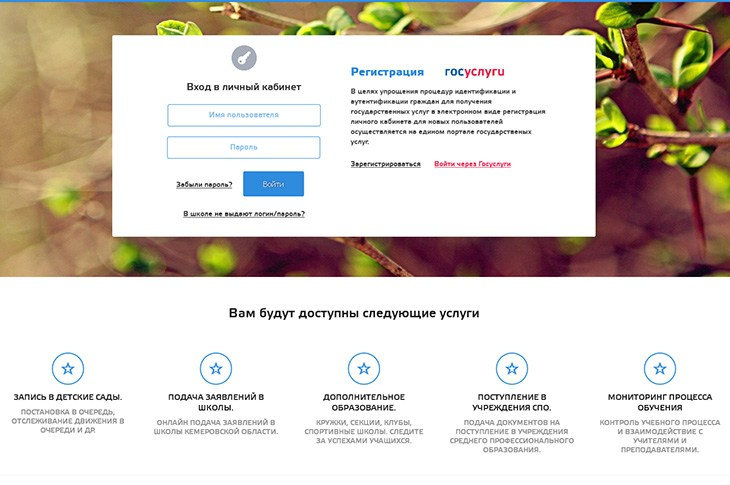 Вход в личный кабинет
Имя пользователя
Пароль
Забыли пароль?
Войти
В школе не выдают логин/пароль?
Регистрация
госуслуги
В целях упрощения процедур идентификации и
аутентификации граждан для получения
государственных услуг в электронном виде регистрация
личного кабинета для новых пользователей
осуществляется на едином портале государственых
услуг.
Зарегистрироваться
Войти через Госуслуги
Вам будут доступны следующие услуги
ЗАПИСЬ В ДЕТСКИЕ САДЫ.
ПОСТАНОВКА В ОЧЕРЕДЬ,
ОТСЛЕЖИВАНИЕ ДВИЖЕНИЯ В
ОЧЕРЕДИ И ДР.
ПОДАЧА ЗАЯВЛЕНИЙ В
ШКОЛЫ.
ОНЛАЙН ПОДАЧА ЗАЯВЛЕНИЙ В
ШКОЛЫ КЕМЕРОВСКОЙ ОБЛАСТИ.
ДОПОЛНИТЕЛЬНОЕ
ОБРАЗОВАНИЕ.
КРУЖКИ, СЕКЦИИ, КЛУБЫ,
СПОРТИВНЫЕ ШКОЛЫ. СЛЕДИТЕ
ЗА УСПЕХАМИ УЧАЩИХСЯ.
ПОСТУПЛЕНИЕ В
УЧРЕЖДЕНИЯ СПО.
ПОДАЧА ДОКУМЕНТОВ НА
ПОСТУПЛЕНИЕ В УЧРЕЖДЕНИЯ
СРЕДНЕГО ПРОФЕССИОНАЛЬНОГО
ОБРАЗОВАНИЯ.
МОНИТОРИНГ ПРОЦЕССА
ОБУЧЕНИЯ
КОНТРОЛЬ УЧЕБНОГО ПРОЦЕССА
И ВЗАИМОДЕЙСТВИЕ С
УЧИТЕЛЯМИ И
ПРЕПОДАВАТЕЛЯМИ.